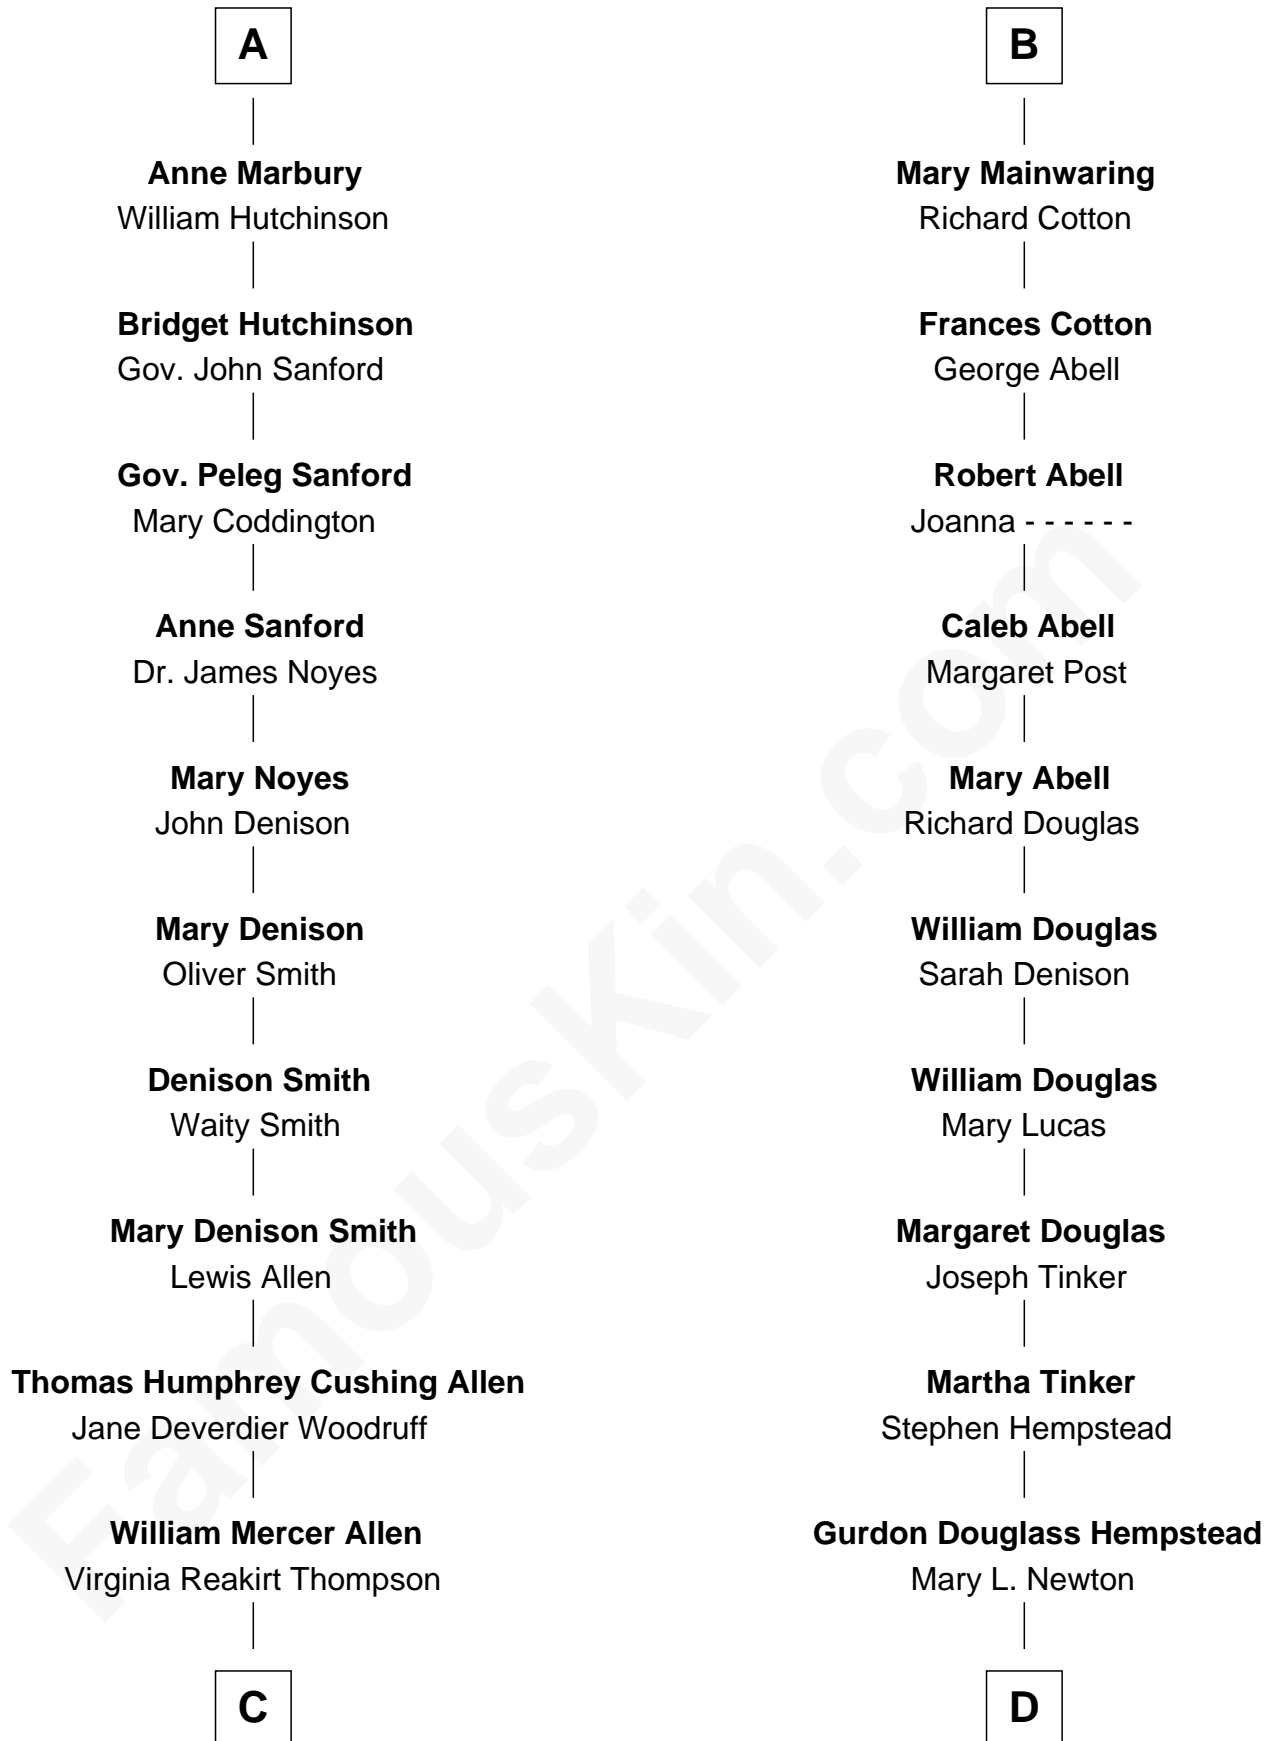 A
Anne Marbury
William Hutchinson
Bridget Hutchinson
Gov. John Sanford
Gov. Peleg Sanford
Mary Coddington
Anne Sanford
Dr. James Noyes
Mary Noyes
John Denison
Mary Denison
Oliver Smith
Denison Smith
Waity Smith
Mary Denison Smith
Lewis Allen
Thomas Humphrey Cushing Allen
Jane Deverdier Woodruff
William Mercer Allen
Virginia Reakirt Thompson
C
B
Mary Mainwaring
Richard Cotton
Frances Cotton
George Abell
Robert Abell
Joanna - - - - - -
Caleb Abell
Margaret Post
Mary Abell
Richard Douglas
William Douglas
Sarah Denison
William Douglas
Mary Lucas
Margaret Douglas
Joseph Tinker
Martha Tinker
Stephen Hempstead
Gurdon Douglass Hempstead
Mary L. Newton
D
FamousKin.com